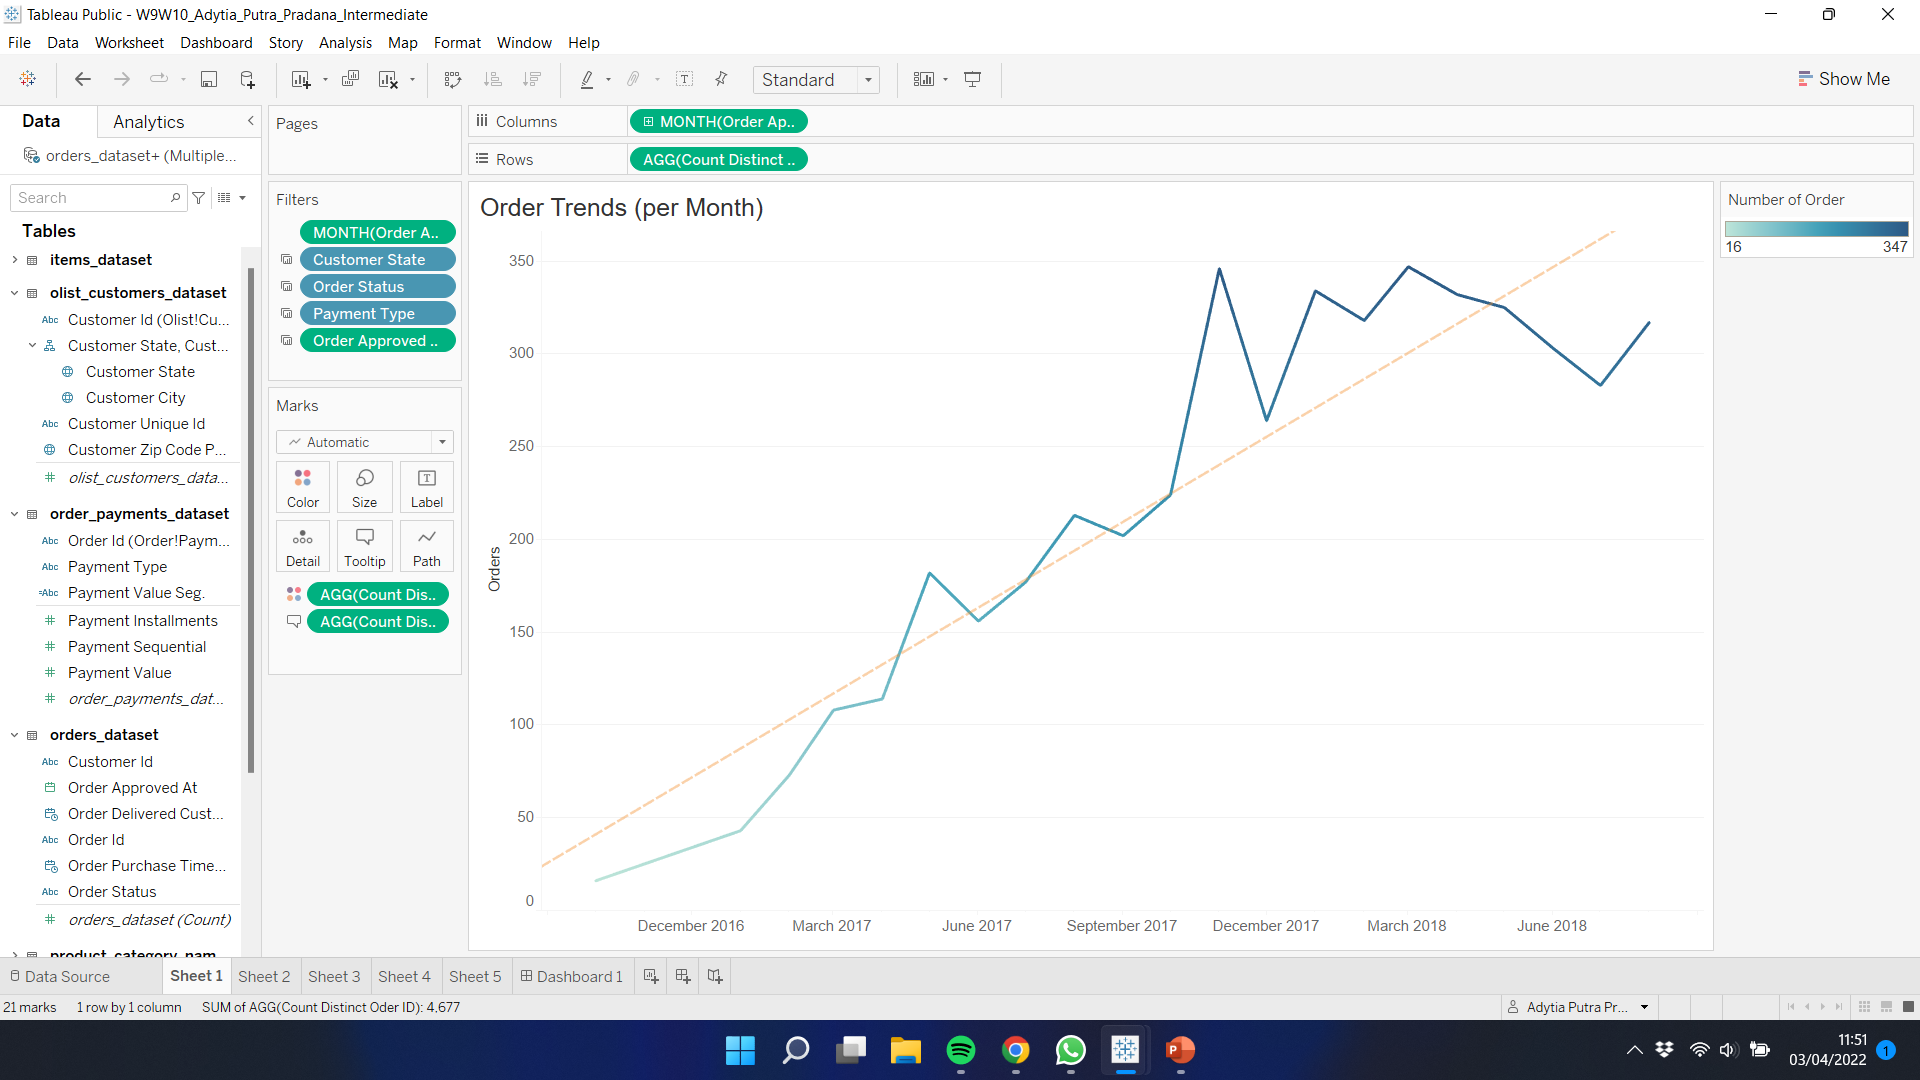 Tableau Public - W9W10_Adytia_Putra_Pradana_Intermediate
File Data Worksheet Dashboard Story Analysis Map Format Window Help
Standard
Show Me
Data Analytics
orders_dataset+ (Multiple...
Search
Tables
items_dataset
olist_customers_dataset
Abc Customer Id (Olist!Cu...
Customer State, Cust...
Customer State
Customer City
Abc Customer Unique Id
Customer Zip Code P...
# olist_customers_data...
order_payments_dataset
Abc Order Id (Order!Paym...
Abc Payment Type
=Abc Payment Value Seg.
# Payment Installments
# Payment Sequential
# Payment Value
# order_payments_dat...
orders_dataset
Abc Customer Id
Order Approved At
Order Delivered Cust...
Abc Order Id
Order Purchase Time...
Abc Order Status
# orders_dataset (Count)
product_category_nam
Pages
Filters
MONTH(Order A..
Customer State
Order Status
Payment Type
Order Approved ..
Marks
Automatic
Color Size Label
Detail Tooltip Path
AGG(Count Dis..
AGG(Count Dis..
Columns MONTH(Order Ap..
Rows AGG(Count Distinct ..
Order Trends (per Month)
Orders
350
300
250
200
150
100
50
0
December 2016 March 2017 June 2017 September 2017 December 2017 March 2018 June 2018
Number of Order
16 347
Data Source Sheet 1 Sheet 2 Sheet 3 Sheet 4 Sheet 5 Dashboard 1
21 marks 1 row by 1 column SUM of AGG(Count Distinct Oder ID): 4,677
Adytia Putra Pr...
11:51
03/04/2022
1